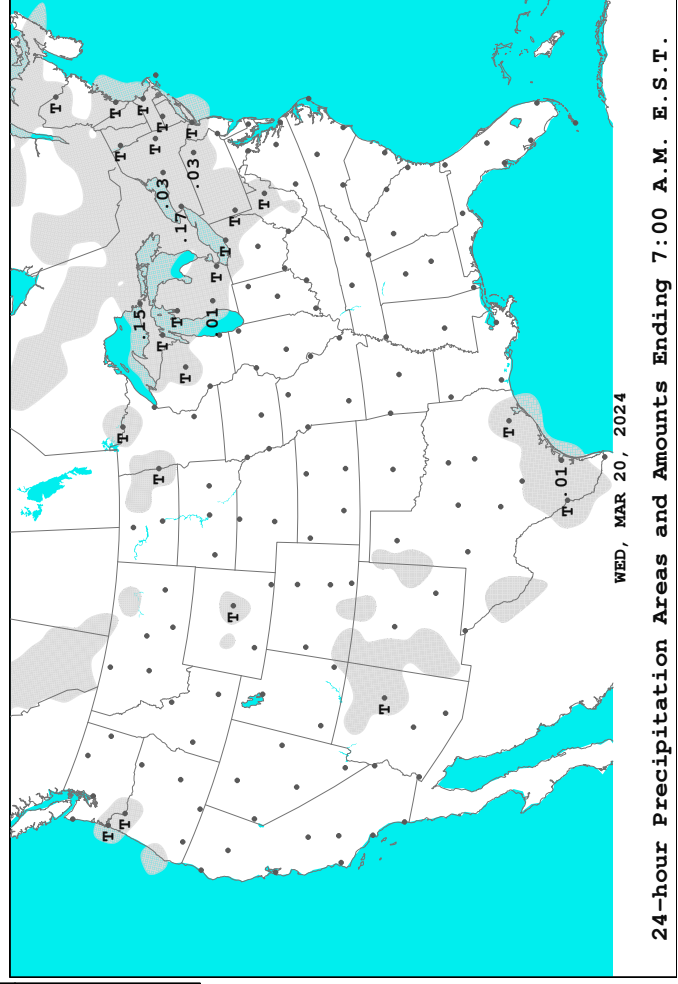 T
T
T
T
T
T
.15
T
T
T
T
.03
T
T
.17
T
T
.03
.01
T
T
T
T
T
T
T
.01
T
WED, MAR 20, 2024
24-hour Precipitation Areas and Amounts Ending 7:00 A.M. E.S.T.